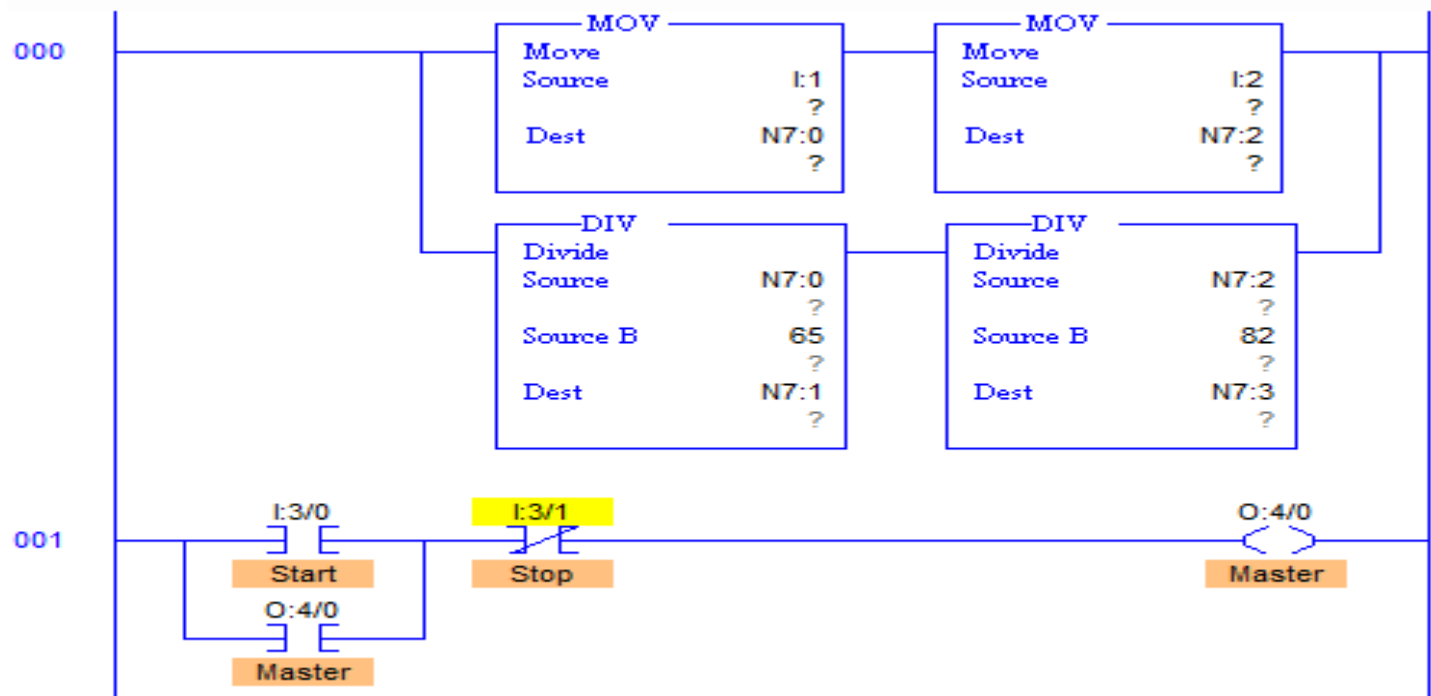 MOV MOV
000
Move Move
Source I:1 Source I:2
? ?
Dest N7:0 Dest N7:2
? ?
DIV DIV
Divide Divide
Source N7:0 Source N7:2
? ?
Source B 65 Source B 82
? ?
Dest N7:1 Dest N7:3
? ?
I:3/0 I:3/1 O:4/0
001
Start Stop Master
O:4/0
Master